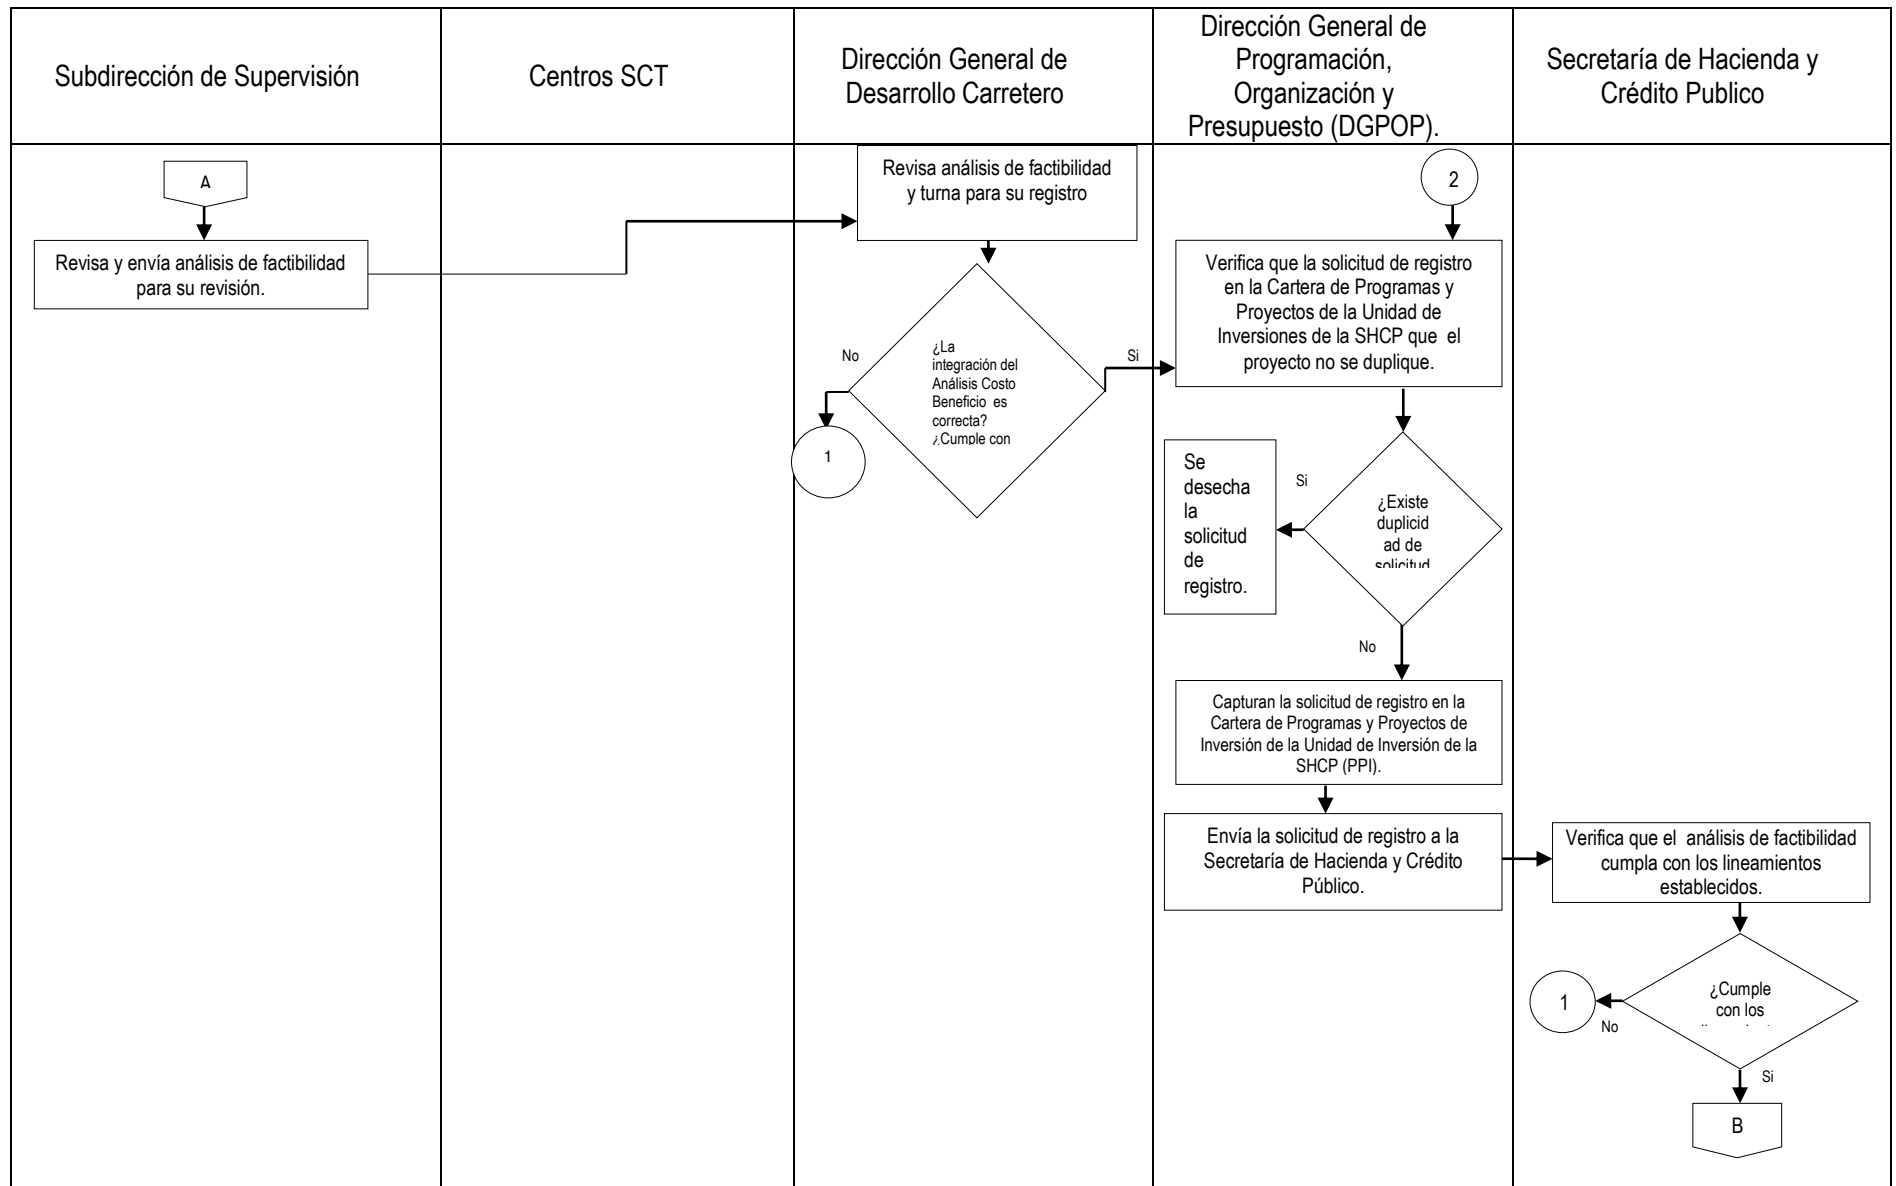 Subdirección de Supervisión
Centros SCT
Dirección General de
Desarrollo Carretero
Dirección General de
Programación,
Organización y
Presupuesto (DGPOP).
Secretaría de Hacienda y
Crédito Publico
A
Revisa y envía análisis de factibilidad
para su revisión.
Revisa análisis de factibilidad
y turna para su registro
¿La
integración del
Análisis Costo
Beneficio es
correcta?
¿Cumple con
No
Si
1
2
Verifica que la solicitud de registro
en la Cartera de Programas y
Proyectos de la Unidad de
Inversiones de la SHCP que el
proyecto no se duplique.
¿Existe
duplicid
ad de
solicitud
Si
Se
desecha
la
solicitud
de
registro.
No
Capturan la solicitud de registro en la
Cartera de Programas y Proyectos de
Inversión de la Unidad de Inversión de la
SHCP (PPI).
Envía la solicitud de registro a la
Secretaría de Hacienda y Crédito
Público.
Verifica que el análisis de factibilidad
cumpla con los lineamientos
establecidos.
¿Cumple
con los
No
1
Si
B